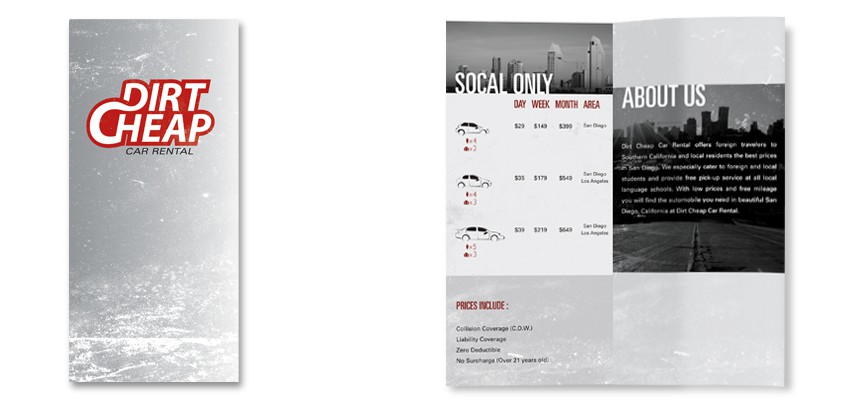 DIRT
CHEAP
CAR RENTAL
SOCAL ONLY
DAY WEEK MONTH AREA
$29 $149 $399 San Diego
x4
x2
$35 $179 $549 San Diego
Los Angeles
x4
x3
$39 $219 $649 San Diego
Los Angeles
x5
x3
PRICES INCLUDE :
Collision Coverage (C.D.W.)
Liability Coverage
Zero Deductible
No Surcharge (Over 21 years old)
ABOUT US
Dirt Cheap Car Rental offers foreign travelers to
Southern California and local residents the best prices
in San Diego. We especially cater to foreign and local
students and provide free pick-up service at all local
language schools. With low prices and free mileage
you will find the automobile you need in beautiful San
Diego, California at Dirt Cheap Car Rental.